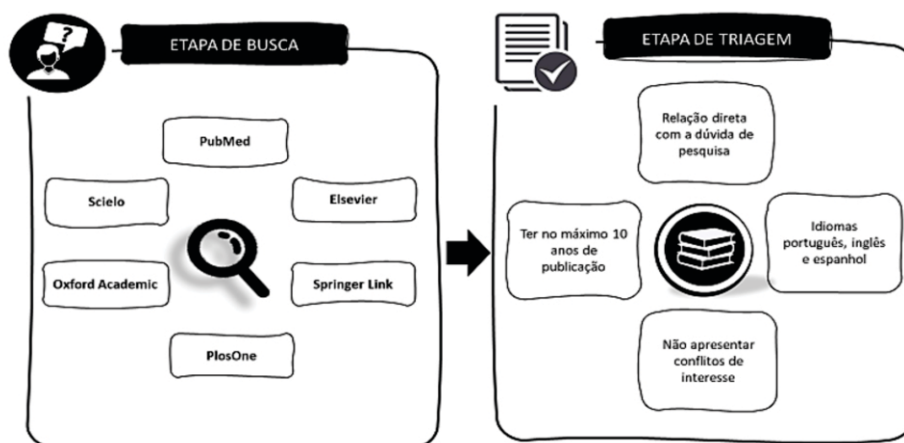 ?
ETAPA DE BUSCA
PubMed
Scielo
Elsevier
Oxford Academic
Springer Link
PlosOne
ETAPA DE TRIAGEM
Relação direta
com a dúvida de
pesquisa
Ter no máximo 10
anos de
publicação
Idiomas
português, inglês
e espanhol
Não apresentar
conflitos de
interesse